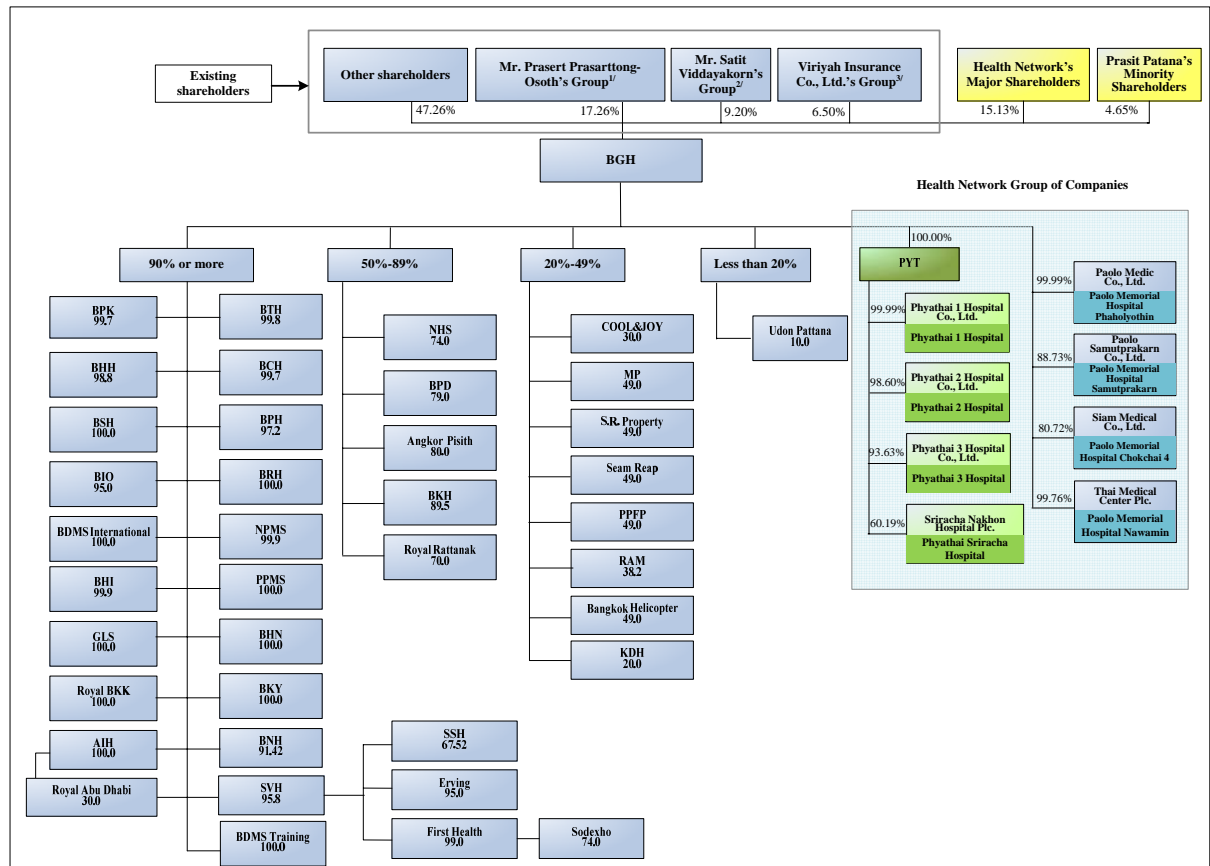 Existing
shareholders
Other shareholders
Mr. Prasert Prasarttong-
Osoth's Group1/
Mr. Satit
Viddayakorn's
Group2/
Viriyah Insurance
Co., Ltd.'s Group3/
Health Network's
Major Shareholders
Prasit Patana's
Minority
Shareholders
47.26%
17.26%
9.20%
6.50%
15.13%
4.65%
BGH
Health Network Group of Companies
90% or more
50%-89%
20%-49%
Less than 20%
100.00%
PYT
BPK
99.7
BTH
99.8
BHH
98.8
BCH
99.7
BSH
100.0
BPH
97.2
BIO
95.0
BRH
100.0
BDMS International
100.0
NPMS
99.9
BHI
99.9
PPMS
100.0
GLS
100.0
BHN
100.0
Royal BKK
100.0
BKY
100.0
AIH
100.0
BNH
91.42
Royal Abu Dhabi
30.0
SVH
95.8
BDMS Training
100.0
SSH
67.52
Erving
95.0
First Health
99.0
Sodexho
74.0
NHS
74.0
BPD
79.0
Angkor Pisith
80.0
BKH
89.5
Royal Rattanak
70.0
COOL&JOY
30.0
MP
49.0
S.R. Property
49.0
Seam Reap
49.0
PPFP
49.0
RAM
38.2
Bangkok Helicopter
49.0
KDH
20.0
Udon Pattana
10.0
99.99%
Phyathai 1 Hospital
Co., Ltd.
Phyathai 1 Hospital
98.60%
Phyathai 2 Hospital
Co., Ltd.
Phyathai 2 Hospital
93.63%
Phyathai 3 Hospital
Co., Ltd.
Phyathai 3 Hospital
60.19%
Sriracha Nakhon
Hospital Plc.
Phyathai Sriracha
Hospital
99.99%
Paolo Medic
Co., Ltd.
Paolo Memorial
Hospital
Phaholyothin
88.73%
Paolo
Samutprakarn
Co., Ltd.
Paolo Memorial
Hospital
Samutprakarn
80.72%
Siam Medical
Co., Ltd.
Paolo Memorial
Hospital Chokchai 4
99.76%
Thai Medical
Center Plc.
Paolo Memorial
Hospital Nawamin